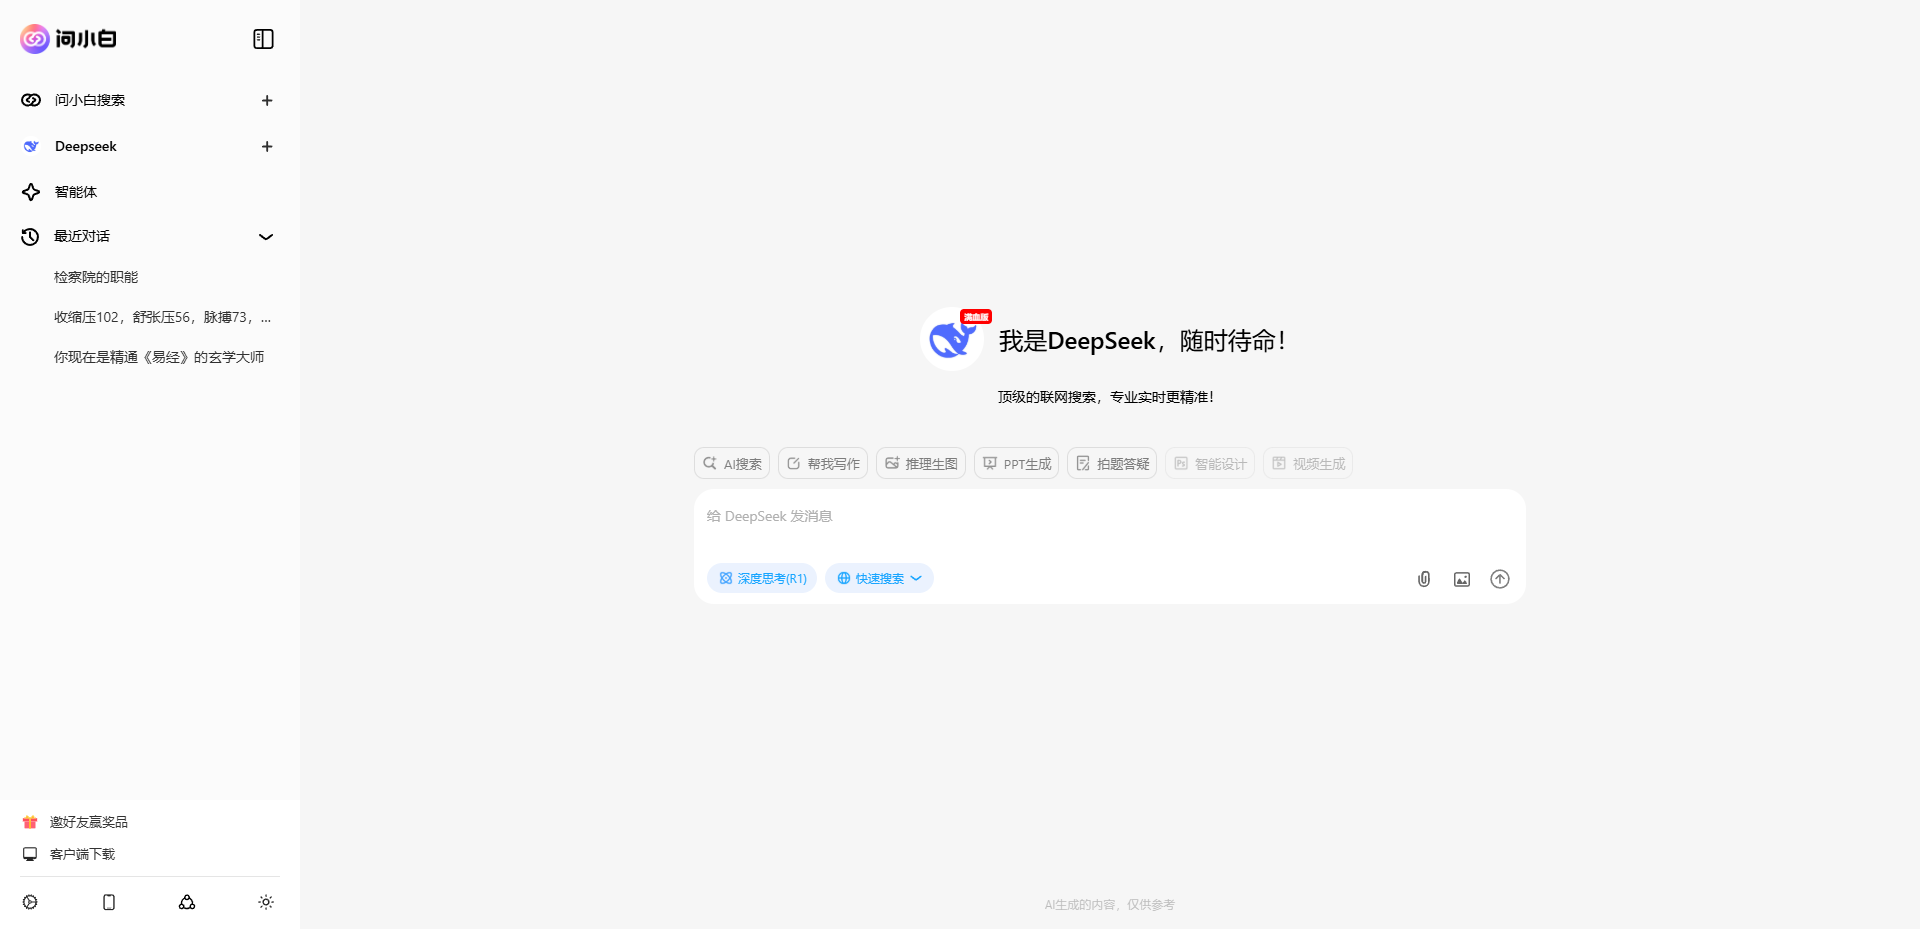 问小白
问小白搜索
Deepseek
智能体
最近对话
检察院的职能
收缩压102，舒张压56，脉搏73，...
你现在是精通《易经》的玄学大师
邀好友赢奖品
客户端下载
满血版
我是DeepSeek，随时待命！
顶级的联网搜索，专业实时更精准！
AI搜索 帮我写作 推理生图 PPT生成 拍题答疑 Ps 智能设计 视频生成
给 DeepSeek 发消息
深度思考(R1) 快速搜索
AI生成的内容，仅供参考